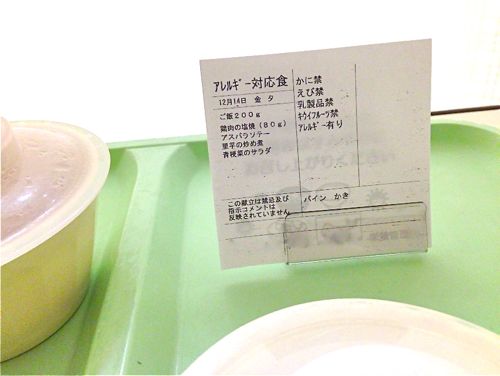 ｱﾚﾙｷﾞｰ対応食
12月14日 金 夕
ご飯200g
鶏肉の塩焼（80g）
アスパラソテー
里芋の炒め煮
青梗菜のサラダ
この献立は禁忌及び
指示コメントは
反映されていません
かに禁
えび禁
乳製品禁
ｷｳｲﾌﾙｰﾂ禁
ｱﾚﾙｷﾞｰ有り
パイン かき